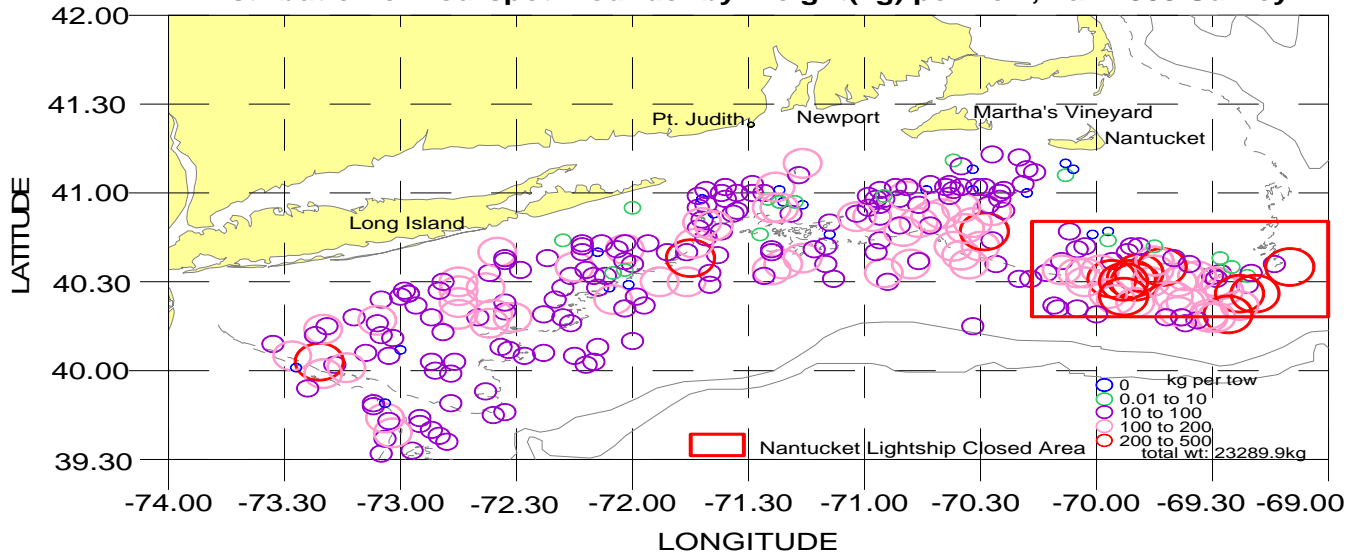 42.00
41.30
41.00
40.30
40.00
39.30
LATITUDE
Pt. Judith
Newport
Martha's Vineyard
Nantucket
Long Island
kg per tow
0
0.01 to 10
10 to 100
100 to 200
200 to 500
total wt: 23289.9kg
Nantucket Lightship Closed Area
-74.00 -73.30 -73.00 -72.30 -72.00 -71.30 -71.00 -70.30 -70.00 -69.30 -69.00
LONGITUDE